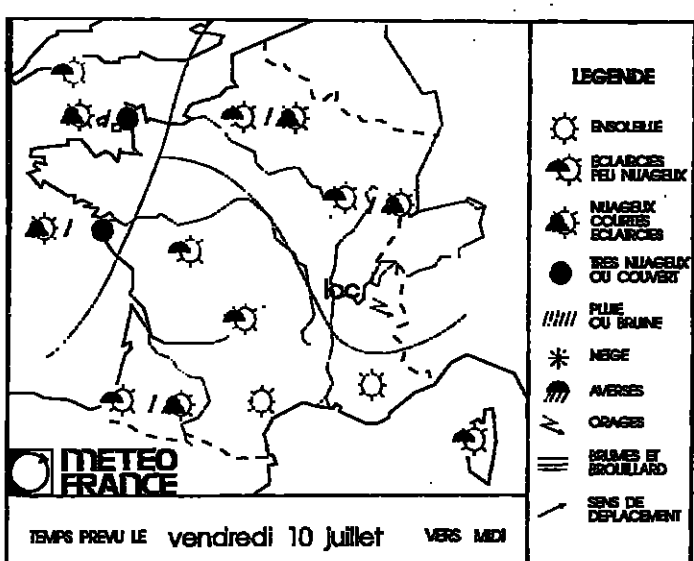 METEO
FRANCE
TEMPS PREVU LE vendredi 10 juillet VERS MIDI
loc/
LEGENDE
ENSOLEILLE
ECLAIRCIES
PEU NUAGEUX
NUAGEUX
COURTES
ECLAIRCIES
TRES NUAGEUX
OU COUVERT
PLUIE
OU BRUINE
NEIGE
AVERSES
ORAGES
BRUMES ET
BROUILLARD
SENS DE
DEPLACEMENT